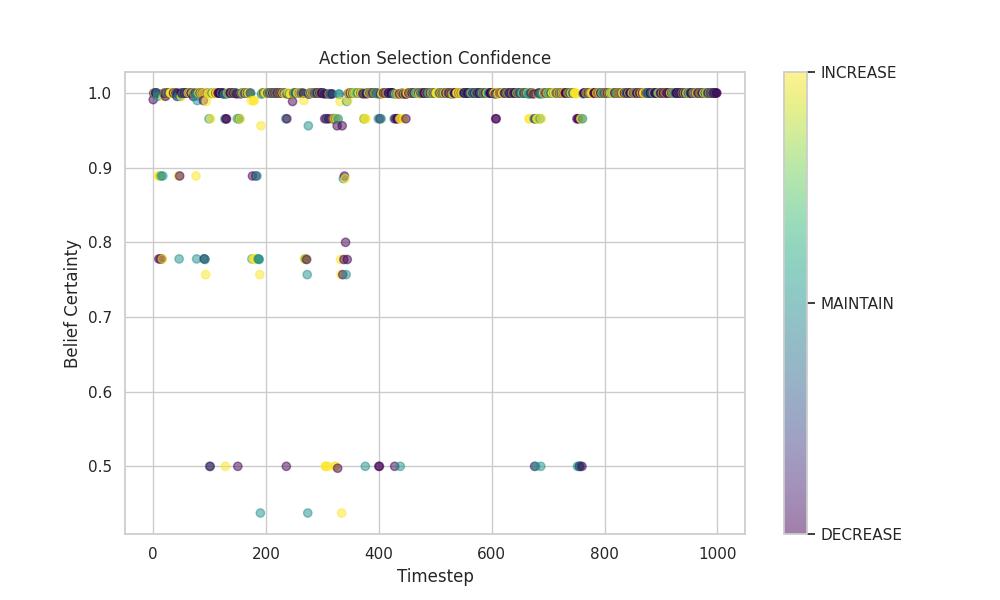 Action Selection Confidence
Belief Certainty
1.0
0.9
0.8
0.7
0.6
0.5
0
200
400
600
800
1000
Timestep
INCREASE
MAINTAIN
DECREASE